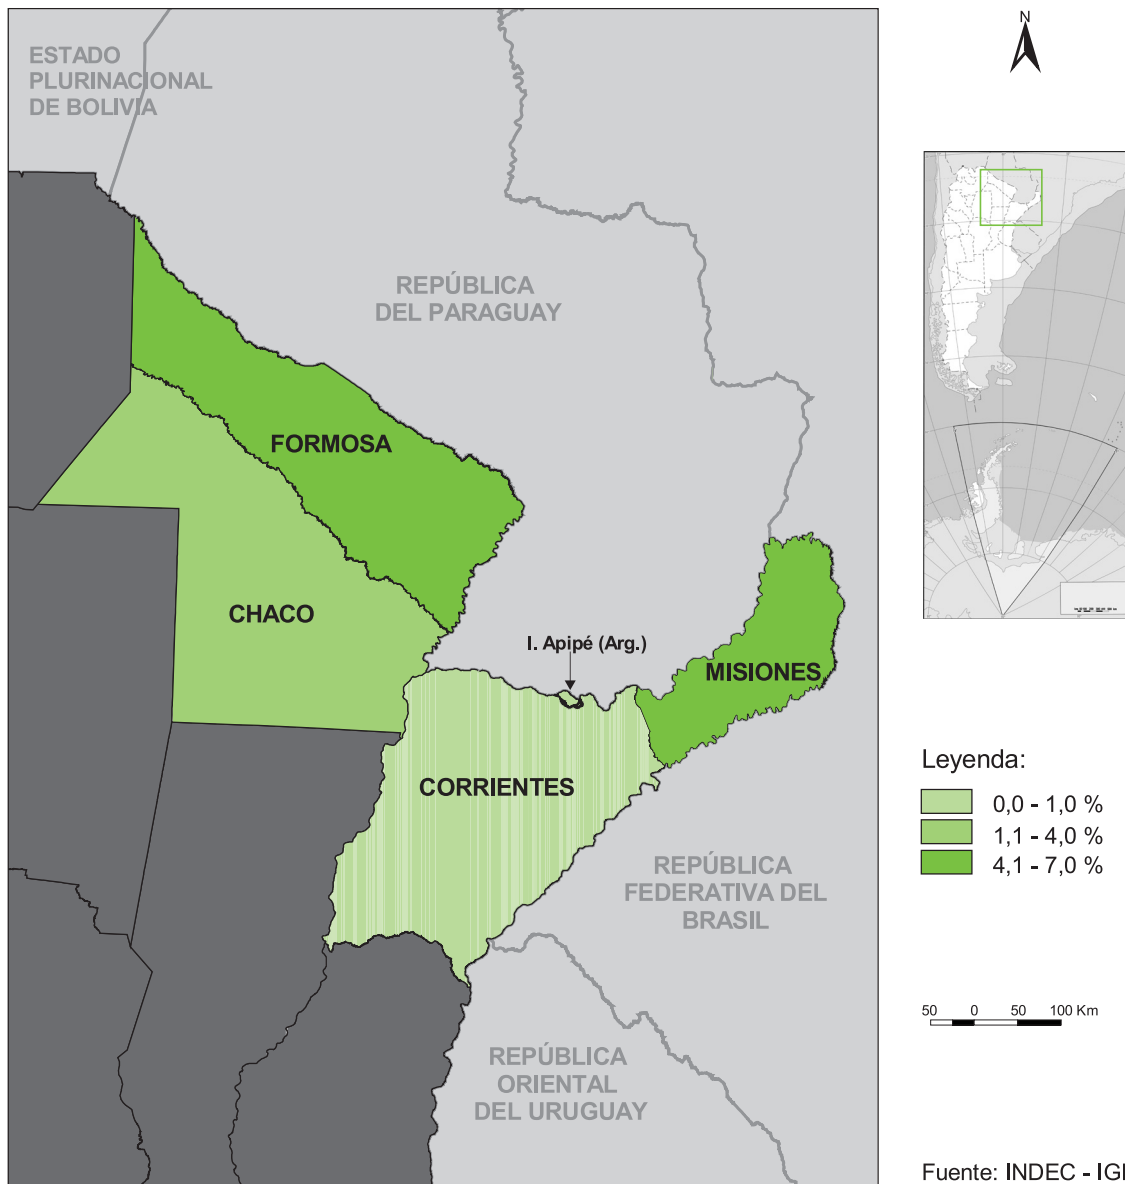 ESTADO
PLURINACIONAL
DE BOLIVIA
N
REPÚBLICA
DEL PARAGUAY
FORMOSA
CHACO
I. Apipé (Arg.)
MISIONES
CORRIENTES
REPÚBLICA
FEDERATIVA DEL
BRASIL
REPÚBLICA
ORIENTAL
DEL URUGUAY
Leyenda:
0,0 - 1,0 %
1,1 - 4,0 %
4,1 - 7,0 %
50 0 50 100 Km
Fuente: INDEC - IG